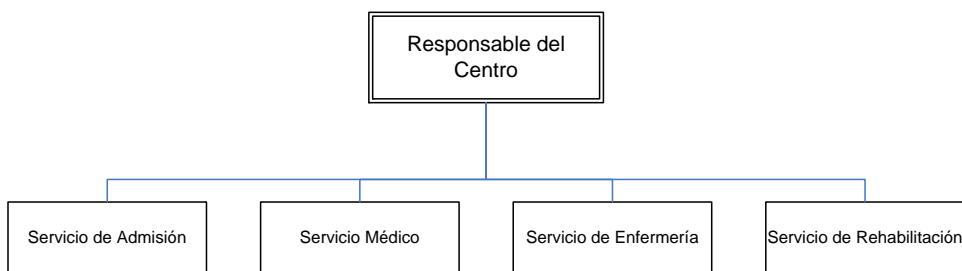 Responsable del
Centro
Servicio de Admisión
Servicio Médico
Servicio de Enfermería
Servicio de Rehabilitación